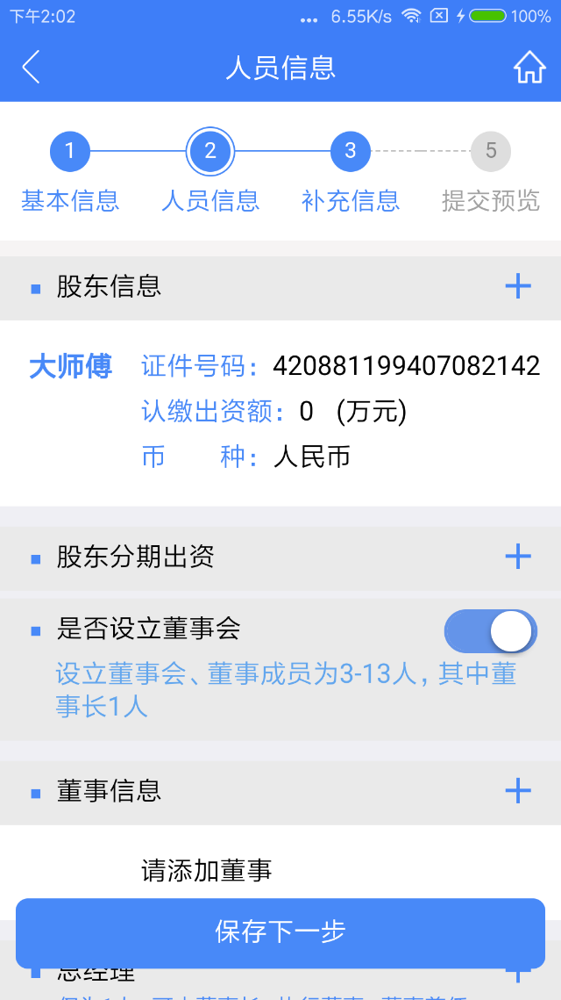 下午2:02 ... 6.55K/s 100%
人员信息
1 2 3 5
基本信息 人员信息 补充信息 提交预览
股东信息
大师傅 证件号码：420881199407082142
认缴出资额：0 (万元)
币 种：人民币
股东分期出资
是否设立董事会
设立董事会、董事成员为3-13人，其中董
事长1人
董事信息
请添加董事
保存下一步
总经理